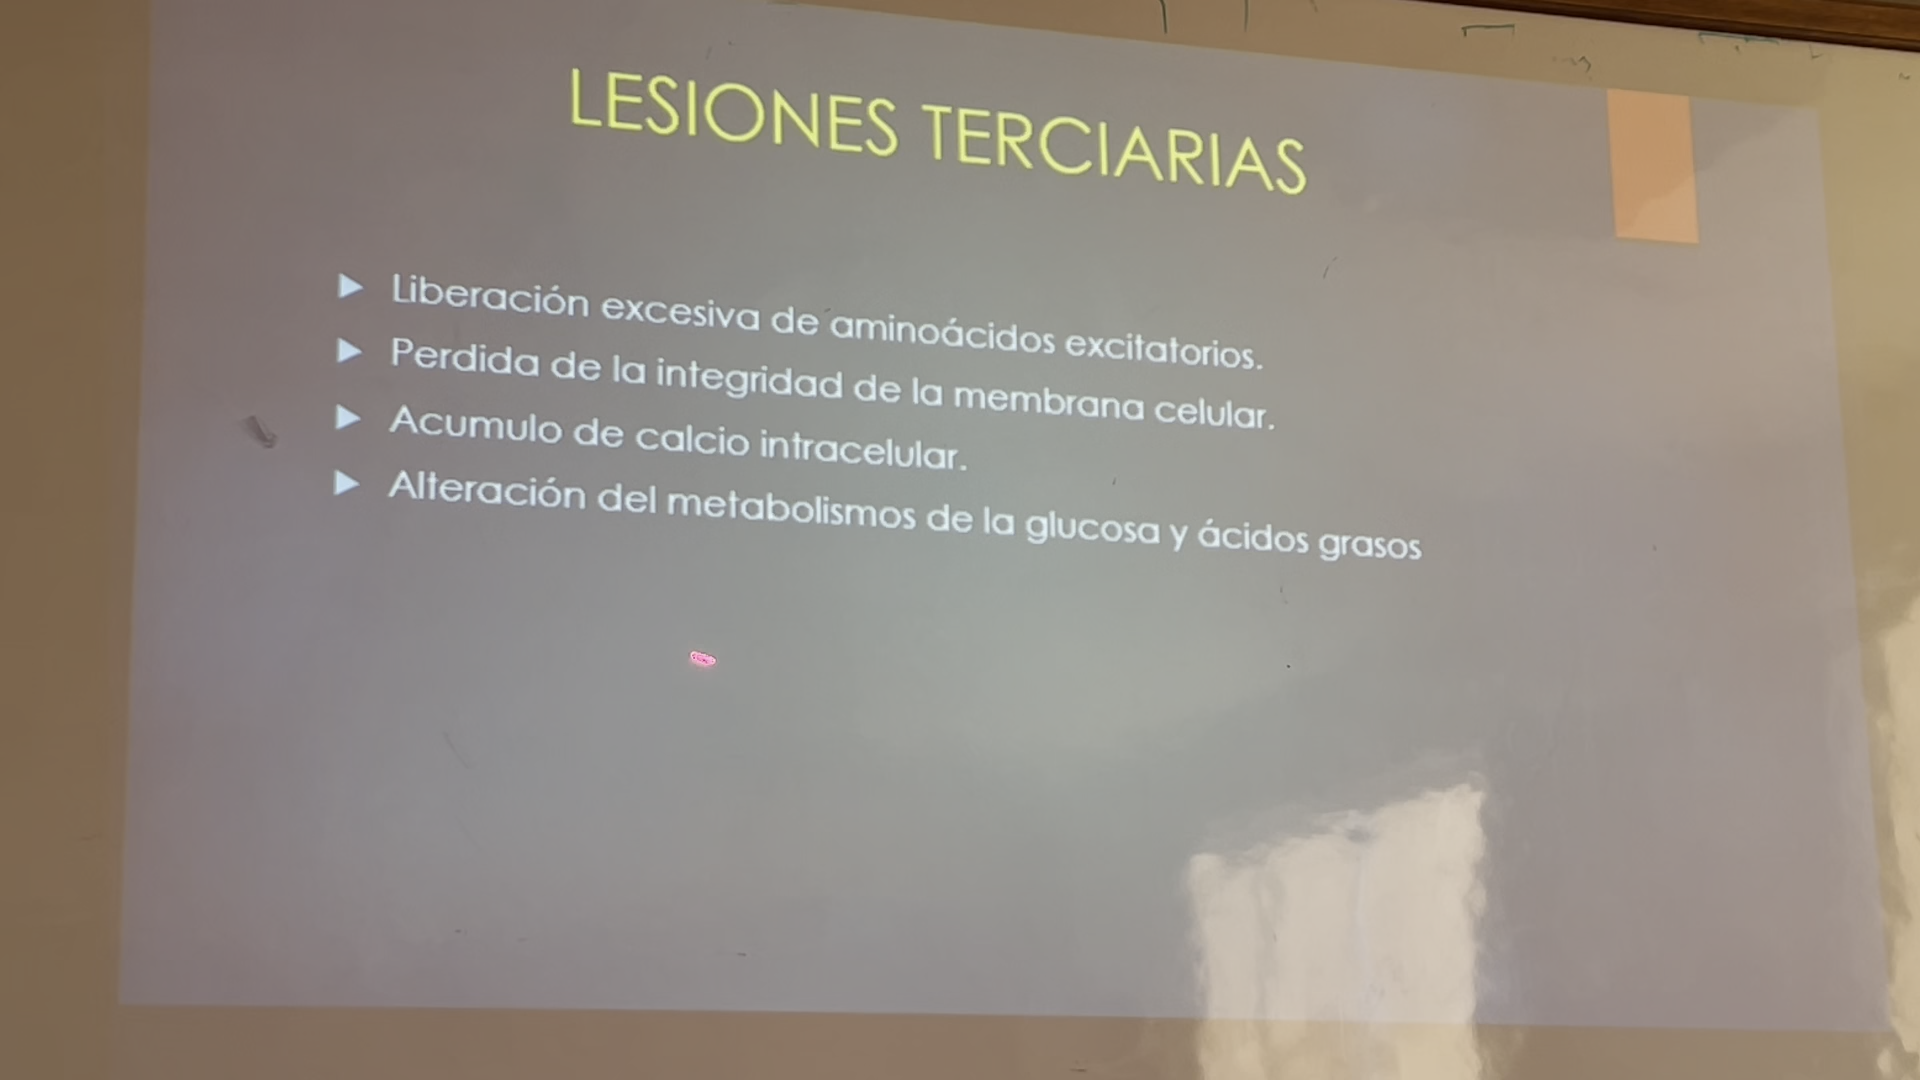 LESIONES TERCIARIAS
Liberación excesiva de aminoácidos excitatorios.
Perdida de la integridad de la membrana celular.
Acumulo de calcio intracelular.
Alteración del metabolismos de la glucosa y ácidos grasos